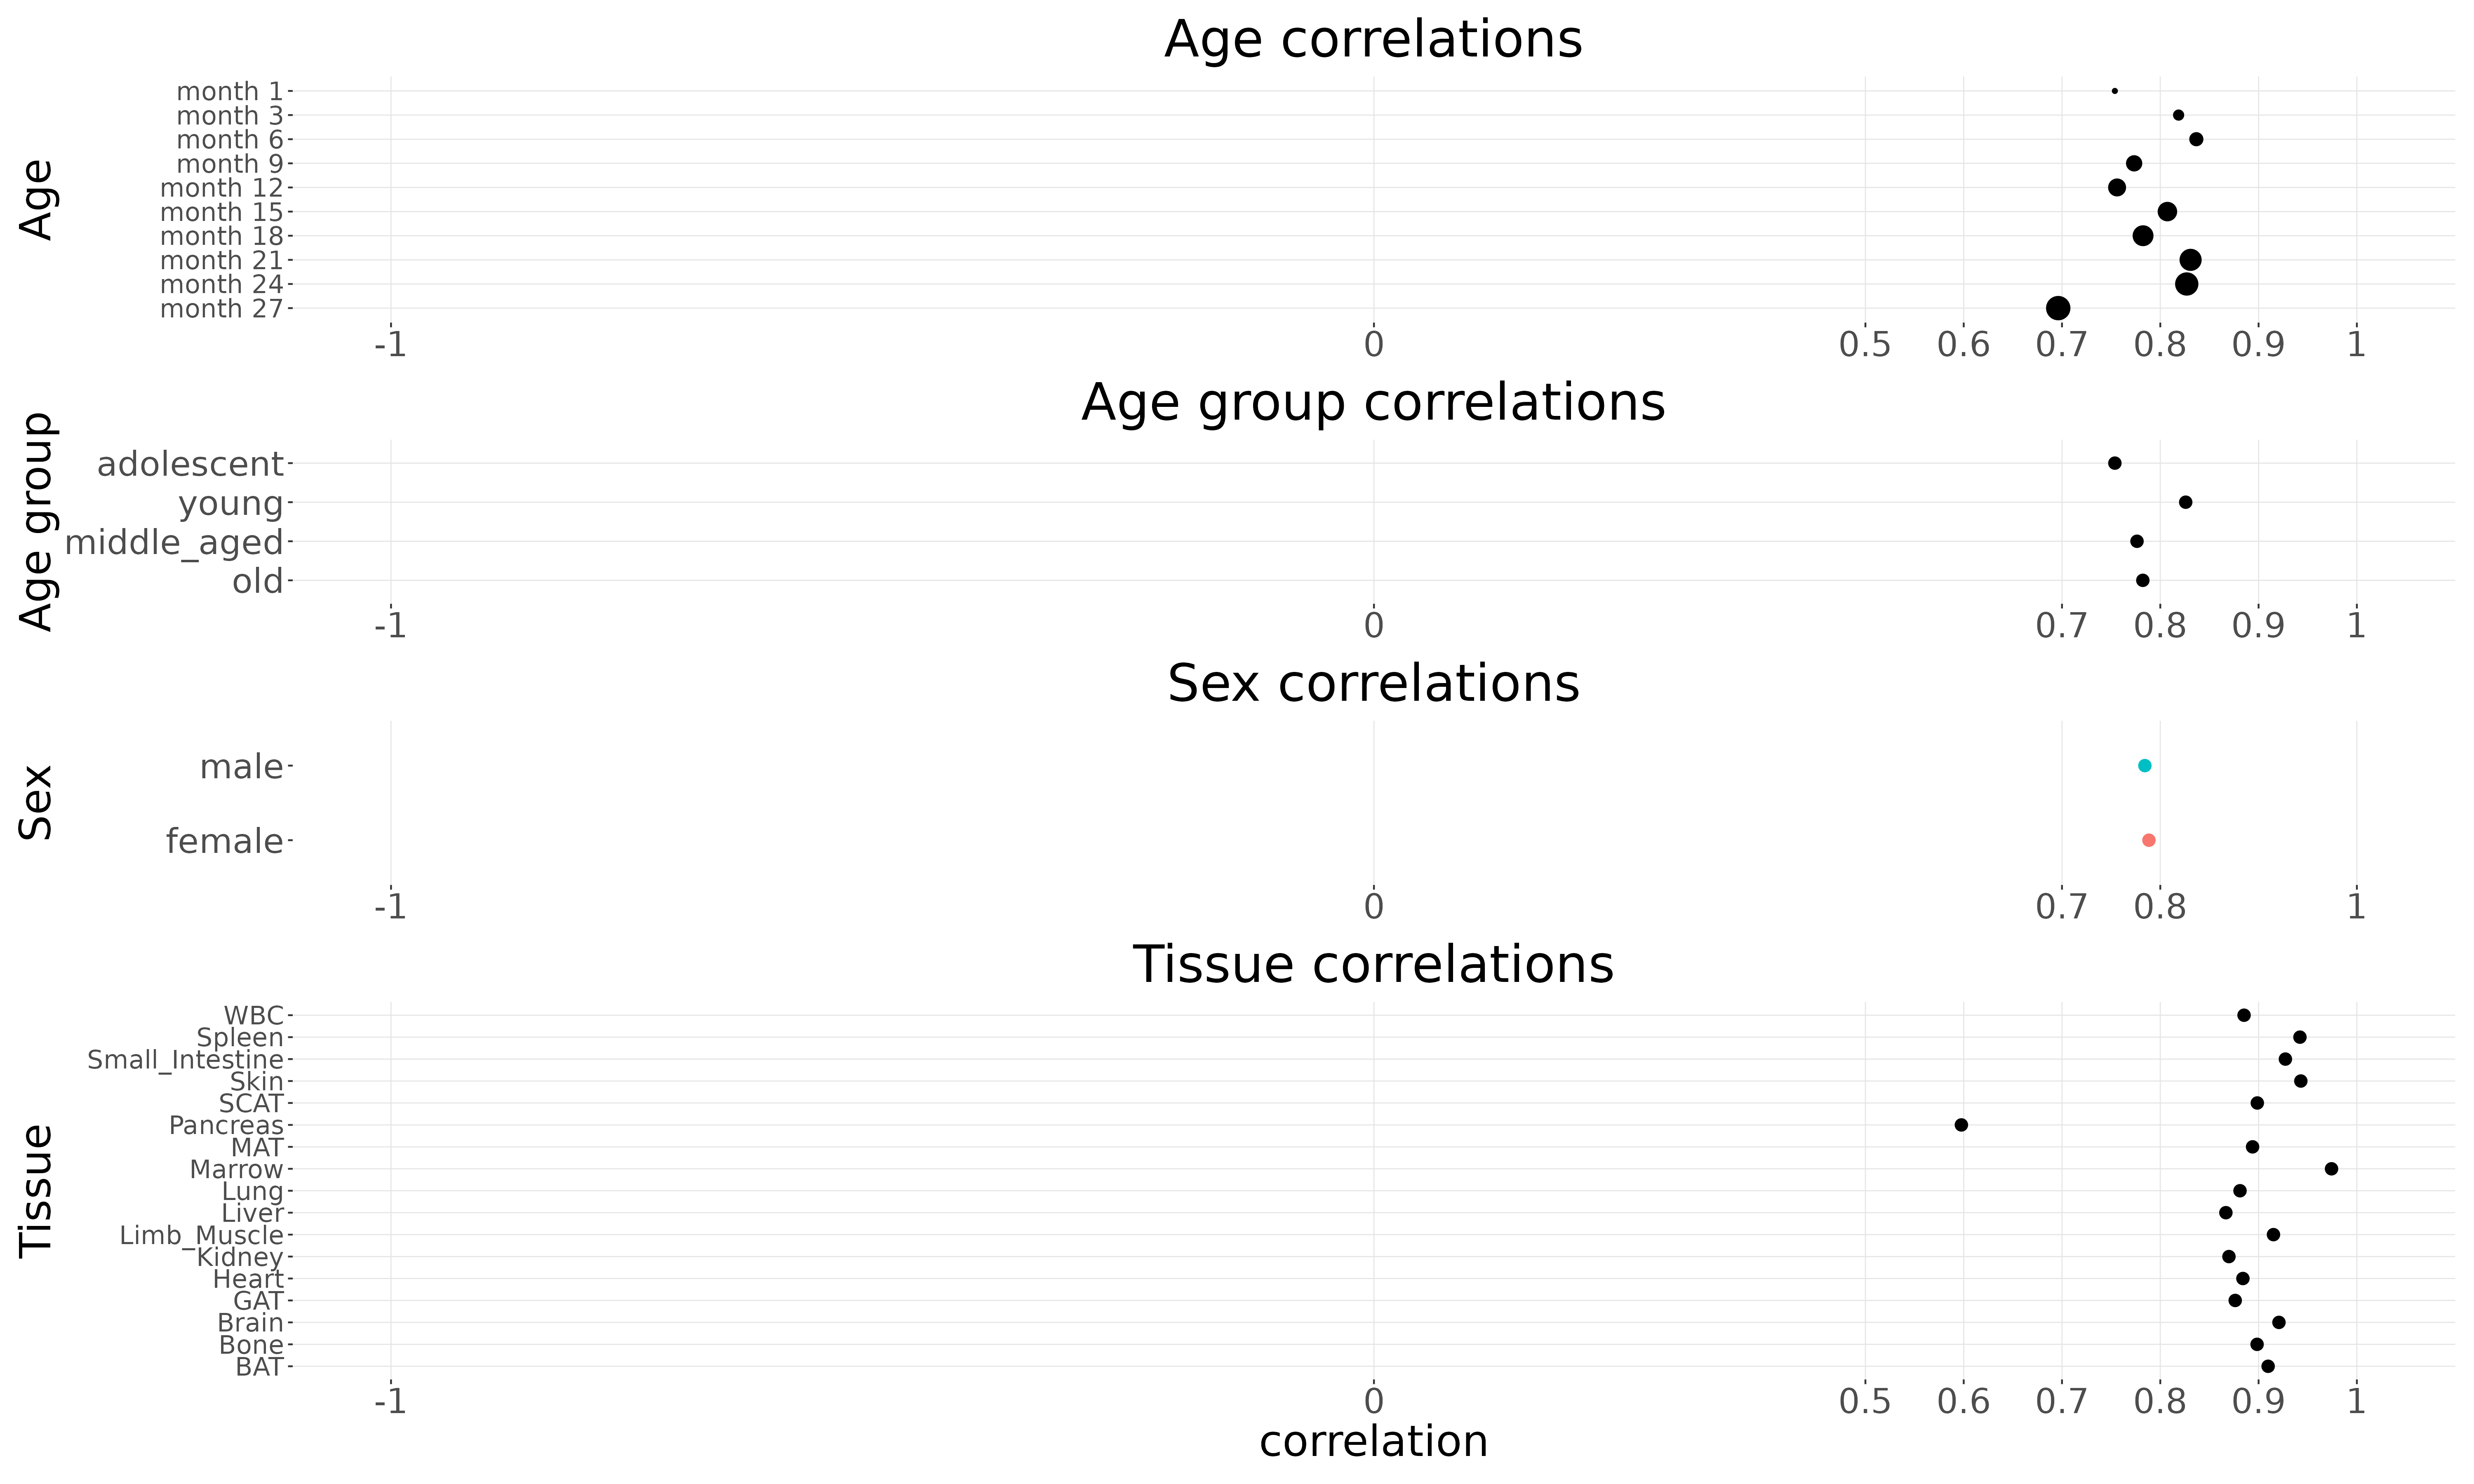 Age correlations
Age
month 1
month 3
month 6
month 9
month 12
month 15
month 18
month 21
month 24
month 27
-1 0 0.5 0.6 0.7 0.8 0.9 1
Age group correlations
Age group
adolescent
young
middle_aged
old
-1 0 0.7 0.8 0.9 1
Sex correlations
Sex
male
female
-1 0 0.7 0.8 1
Tissue correlations
Tissue
WBC
Spleen
Small_Intestine
Skin
SCAT
Pancreas
MAT
Marrow
Lung
Liver
Limb_Muscle
Kidney
Heart
GAT
Brain
Bone
BAT
-1 0 0.5 0.6 0.7 0.8 0.9 1
correlation